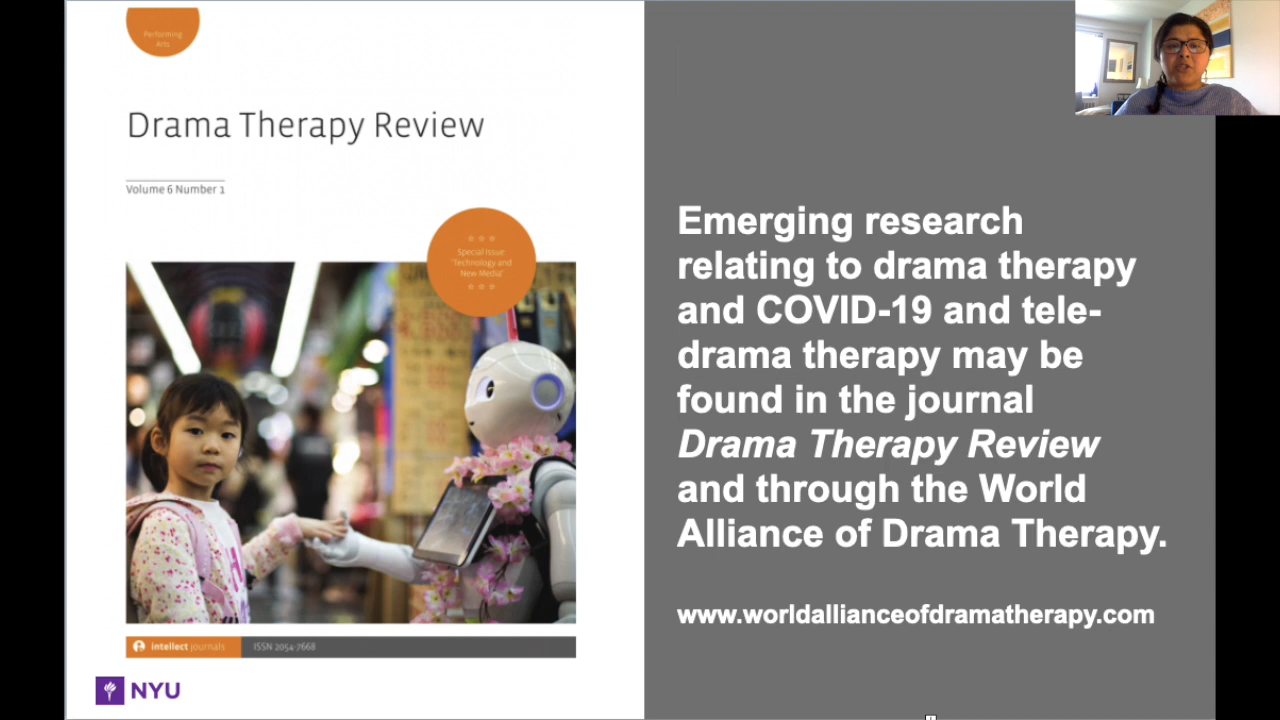 Performing
Arts
Drama Therapy Review
Volume 6 Number 1
Special Issue:
'Technology and
New Media'
intellect journals
ISSN 2054-7668
NYU
Emerging research
relating to drama therapy
and COVID-19 and tele-
drama therapy may be
found in the journal
Drama Therapy Review
and through the World
Alliance of Drama Therapy.
www.worldallianceofdramatherapy.com